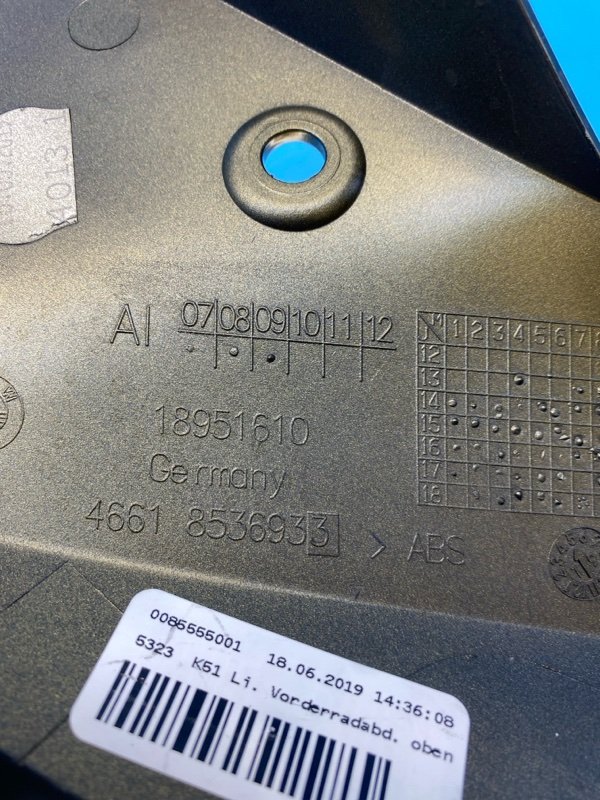 4013 1
AI 07 08 09 10 11 12
18951610
Germany
4661 8536933
> ABS
M 1 2 3 4 5 6 7
12
13
14
15
16
17
18
0085555001 18.06.2019 14:36:08
5323 K51 Li. Vorderradabd. oben